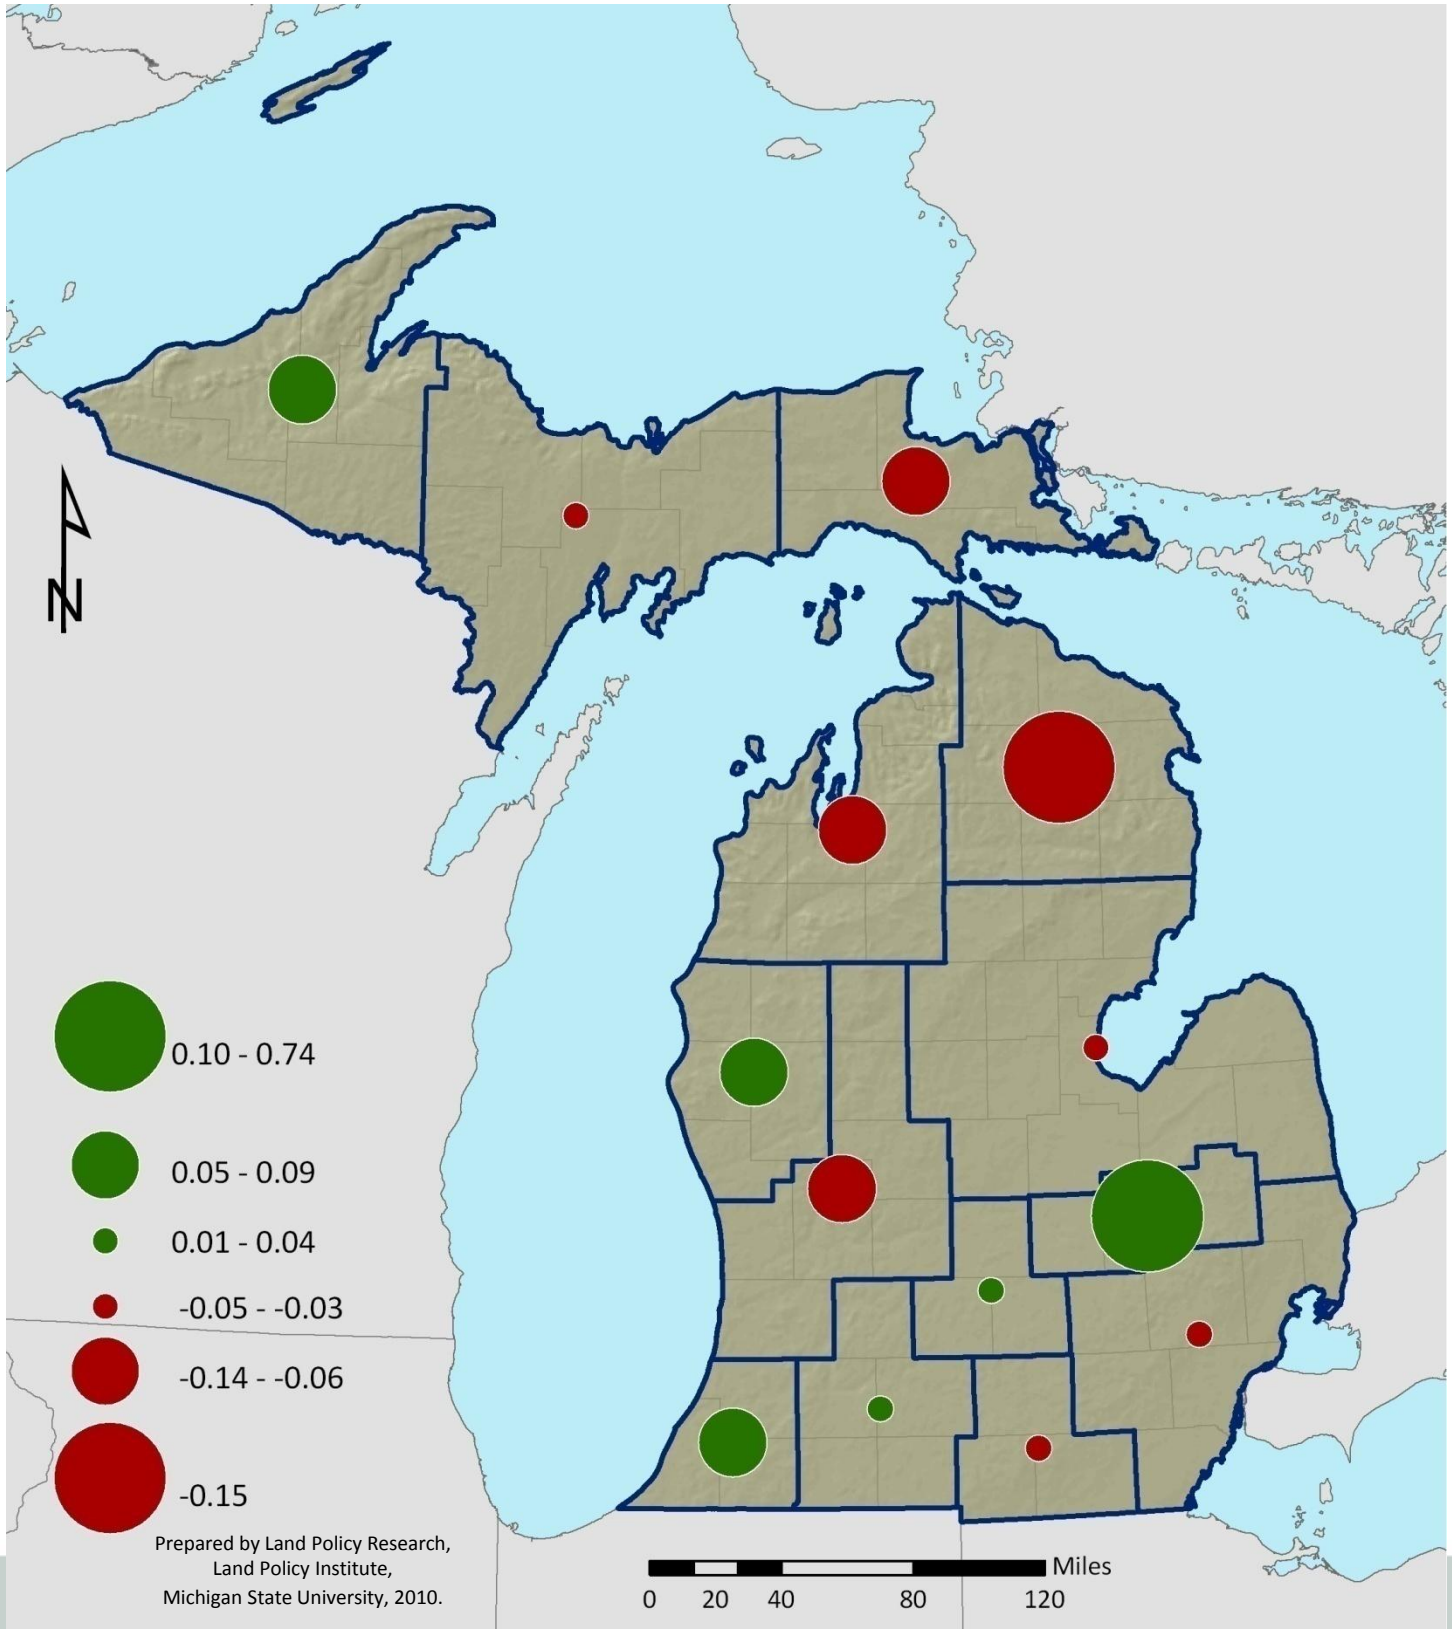 N
0.10 - 0.74
0.05 - 0.09
0.01 - 0.04
-0.05 - -0.03
-0.14 - -0.06
-0.15
Prepared by Land Policy Research,
Land Policy Institute,
Michigan State University, 2010.
Miles
0 20 40 80 120